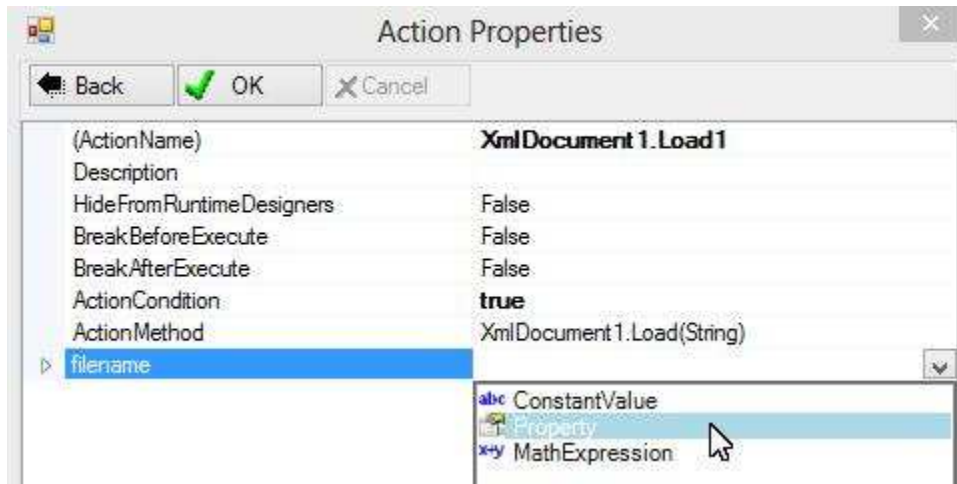 Action Properties
Back OK Cancel
(ActionName) XmlDocument1.Load1
Description
HideFromRuntimeDesigners False
BreakBeforeExecute False
BreakAfterExecute False
ActionCondition true
ActionMethod XmlDocument1.Load(String)
filename
abc ConstantValue
Property
x+y MathExpression